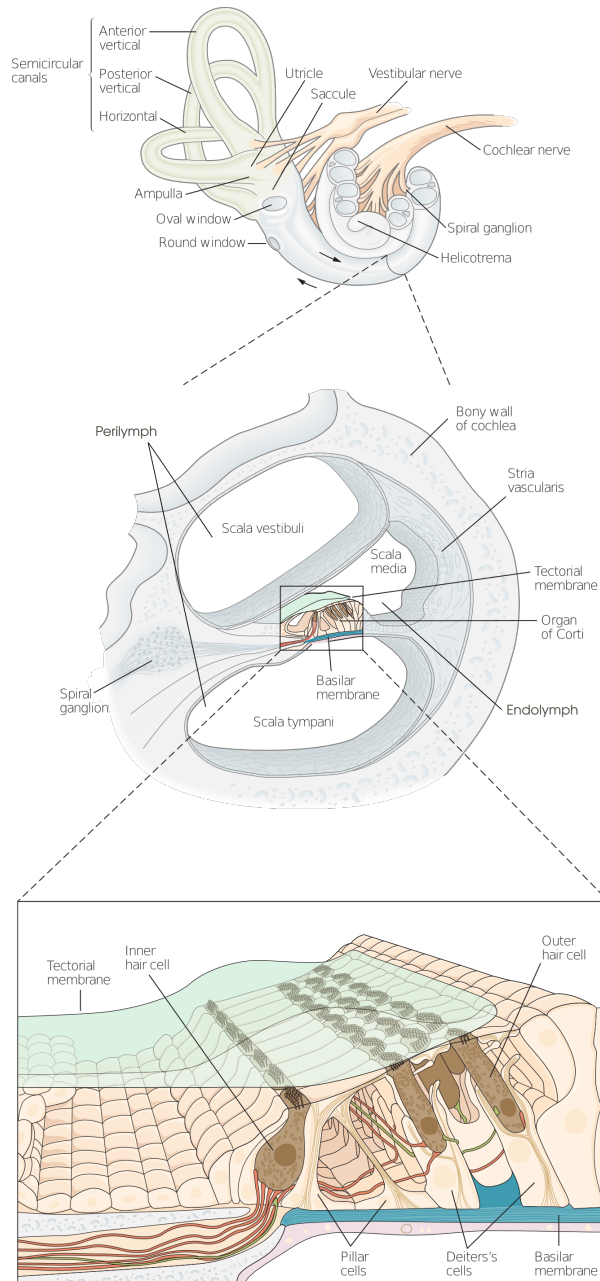 Anterior
vertical
Semicircular
canals
Posterior
vertical
Horizontal
Utricle
Saccule
Vestibular nerve
Cochlear nerve
Ampulla
Oval window
Round window
Spiral ganglion
Helicotrema
Perilymph
Bony wall
of cochlea
Stria
vascularis
Scala vestibuli
Scala
media
Tectorial
membrane
Organ
of Corti
Basilar
membrane
Spiral
ganglion
Scala tympani
Endolymph
Tectorial
membrane
Inner
hair cell
Outer
hair cell
Pillar
cells
Deiters's
cells
Basilar
membrane